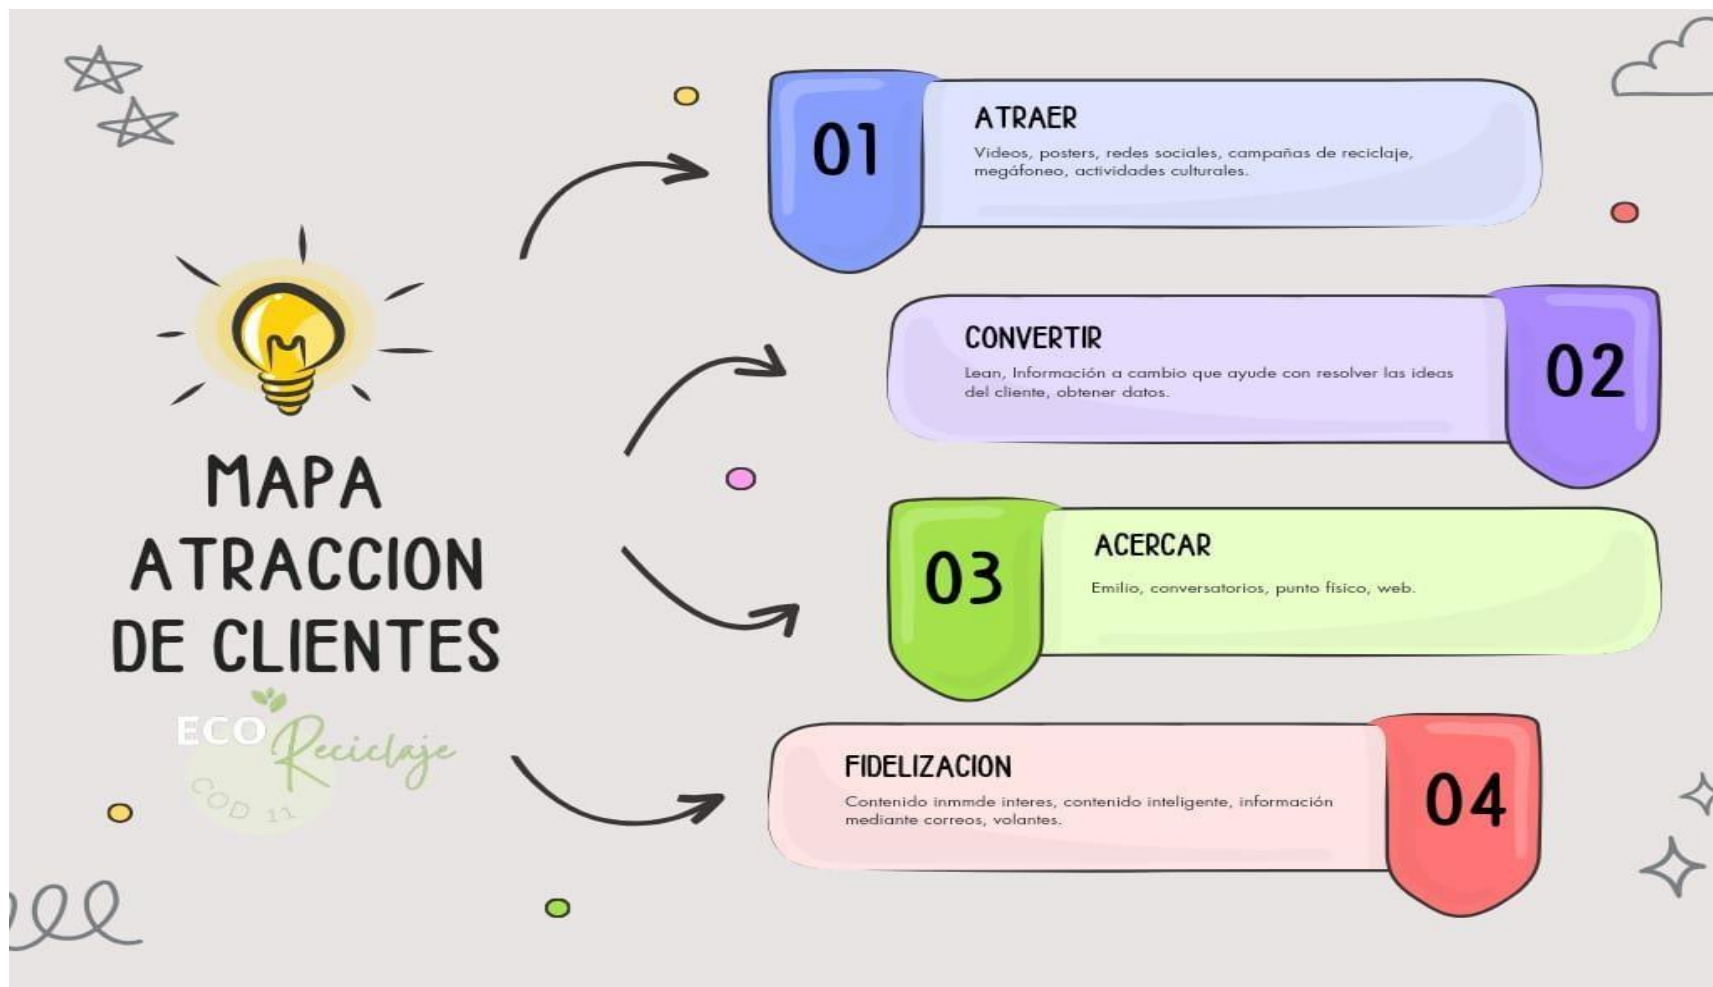 MAPA
ATRACCION
DE CLIENTES
ECO Reciclaje
COD 11
01
ATRAER
Videos, posters, redes sociales, campañas de reciclaje,
megáfoneo, actividades culturales.
CONVERTIR
Lean, Información a cambio que ayude con resolver las ideas
del cliente, obtener datos.
02
03
ACERCAR
Emilio, conversatorios, punto físico, web.
FIDELIZACION
Contenido inmmde interes, contenido inteligente, información
mediante correos, volantes.
04